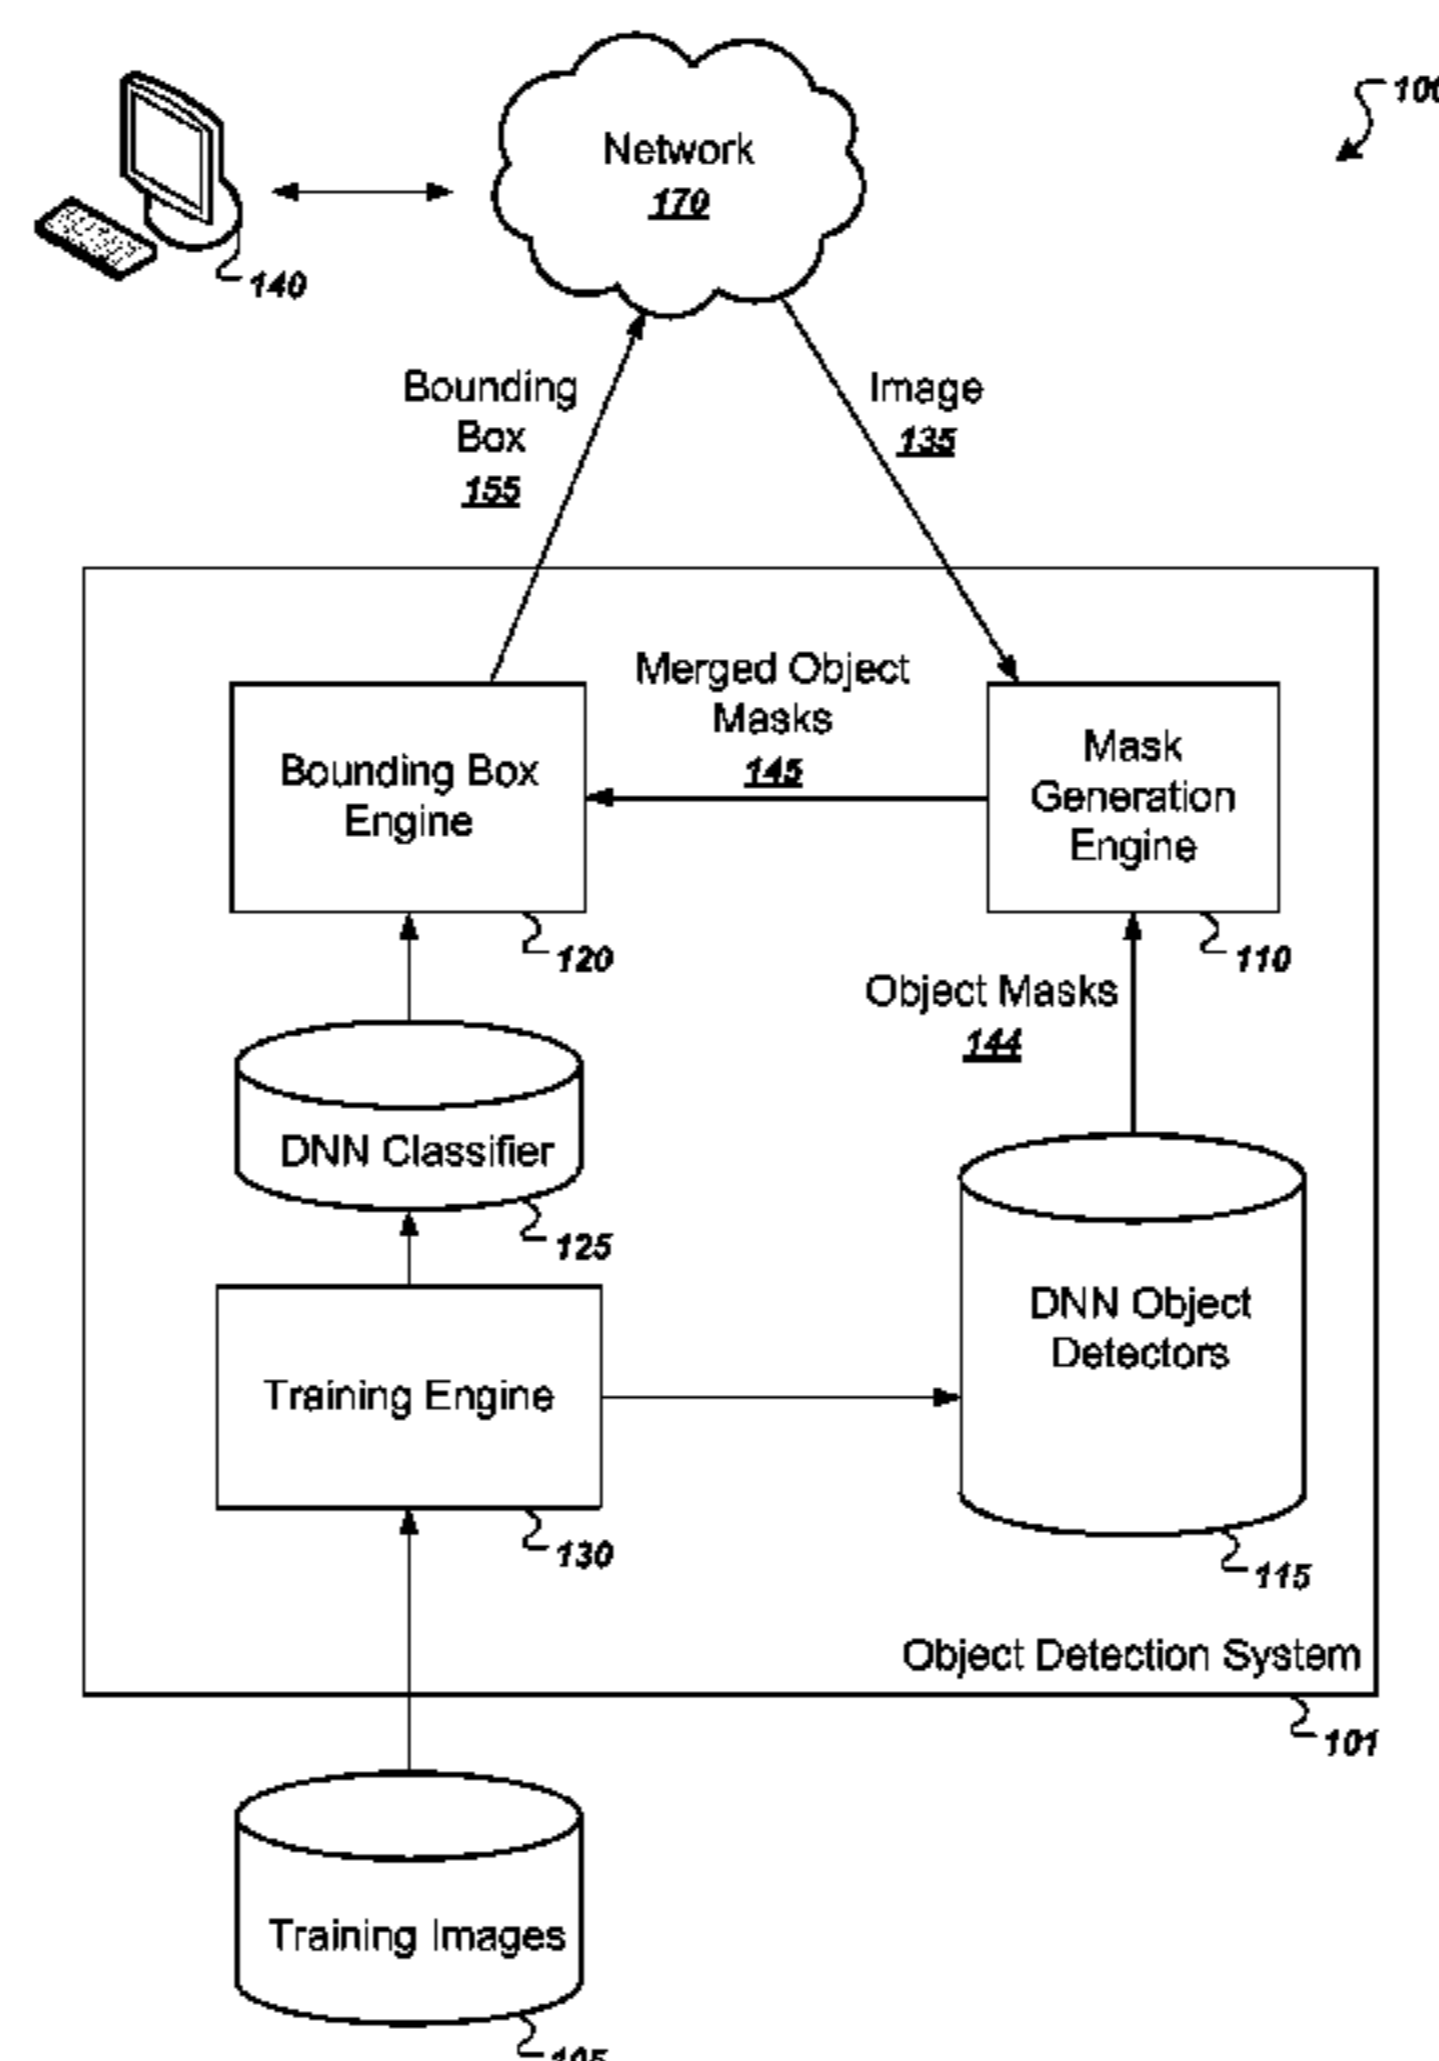 100
Network
170
140
Bounding
Box
155
Image
135
Merged Object
Masks
145
Bounding Box
Engine
120
Mask
Generation
Engine
110
Object Masks
144
DNN Classifier
125
DNN Object
Detectors
115
Training Engine
130
Object Detection System
101
Training Images
105